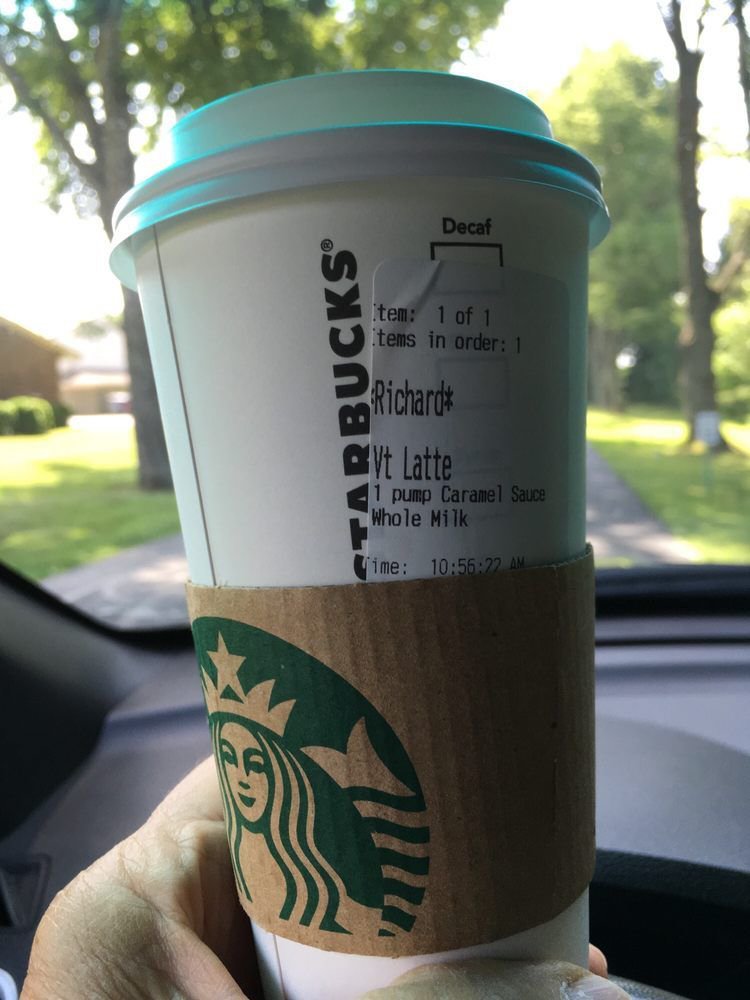 Decaf
STARBUCKS®
Item: 1 of 1
Items in order: 1
*Richard*
Vt Latte
1 pump Caramel Sauce
Whole Milk
Time: 10:56:22 AM